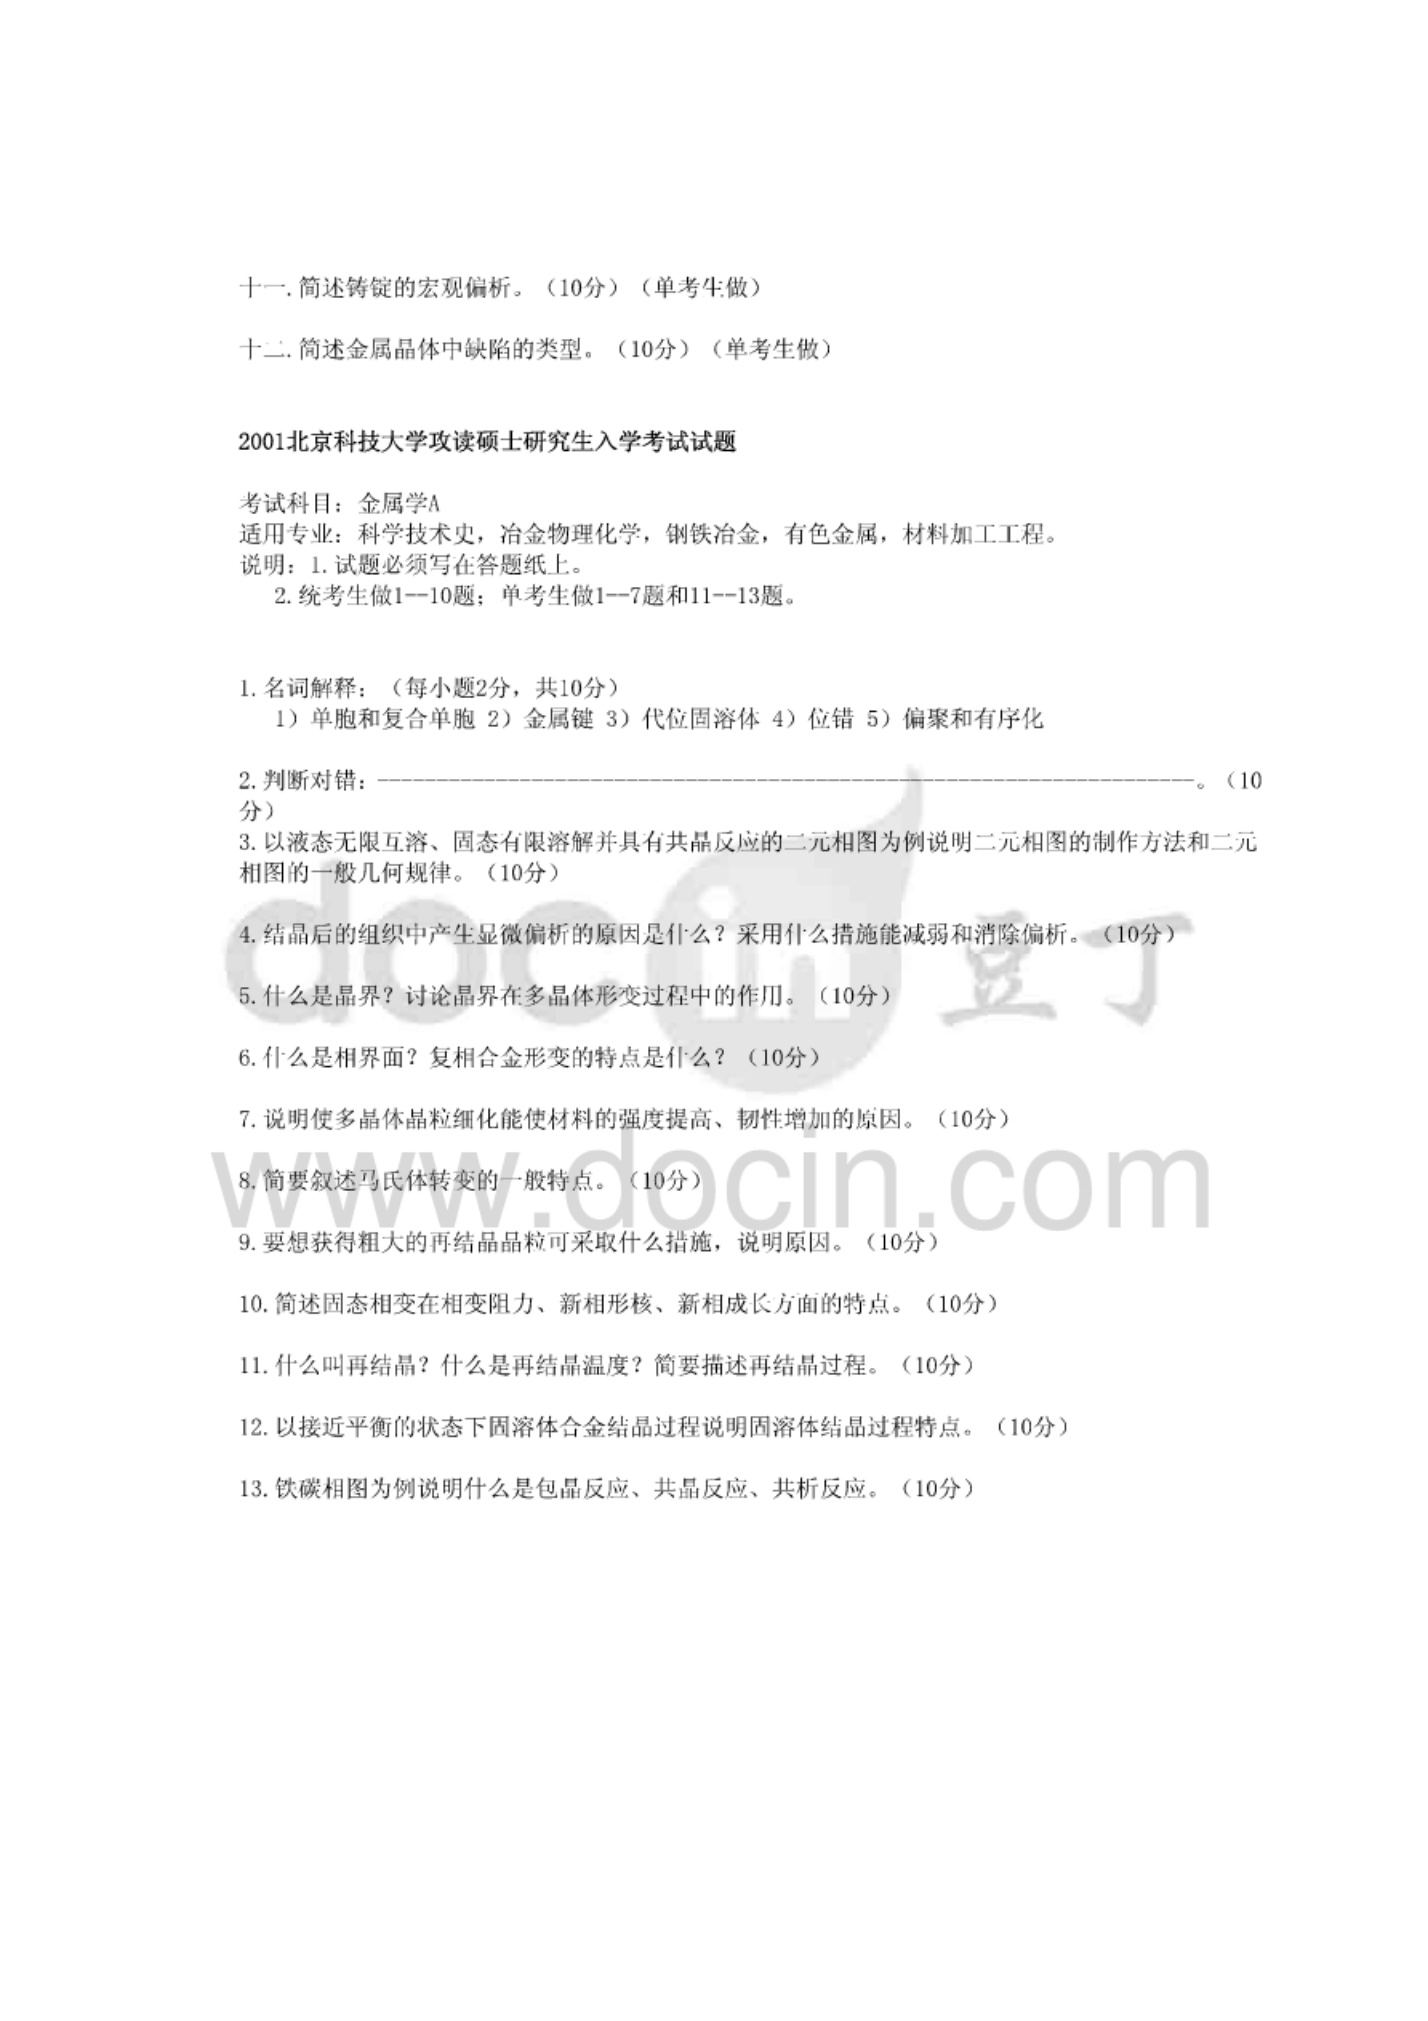 十一.简述铸锭的宏观偏析。（10分）（单考生做）
十二.简述金属晶体中缺陷的类型。（10分）（单考生做）
2001北京科技大学攻读硕士研究生入学考试试题
考试科目：金属学A
适用专业：科学技术史，冶金物理化学，钢铁冶金，有色金属，材料加工工程。
说明：1.试题必须写在答题纸上。
2.统考生做1--10题；单考生做1--7题和11--13题。
1.名词解释：（每小题2分，共10分）
1）单胞和复合单胞 2）金属键 3）代位固溶体 4）位错 5）偏聚和有序化
2.判断对错：---------------------------------------------------------------------。（10
分）
3.以液态无限互溶、固态有限溶解并具有共晶反应的二元相图为例说明二元相图的制作方法和二元
相图的一般几何规律。（10分）
4.结晶后的组织中产生显微偏析的原因是什么？采用什么措施能减弱和消除偏析。（10分）
5.什么是晶界？讨论晶界在多晶体形变过程中的作用。（10分）
6.什么是相界面？复相合金形变的特点是什么？（10分）
7.说明使多晶体晶粒细化能使材料的强度提高、韧性增加的原因。（10分）
8.简要叙述马氏体转变的一般特点。（10分）
9.要想获得粗大的再结晶晶粒可采取什么措施，说明原因。（10分）
10.简述固态相变在相变阻力、新相形核、新相成长方面的特点。（10分）
11.什么叫再结晶？什么是再结晶温度？简要描述再结晶过程。（10分）
12.以接近平衡的状态下固溶体合金结晶过程说明固溶体结晶过程特点。（10分）
13.铁碳相图为例说明什么是包晶反应、共晶反应、共析反应。（10分）
docin 豆丁
www.docin.com